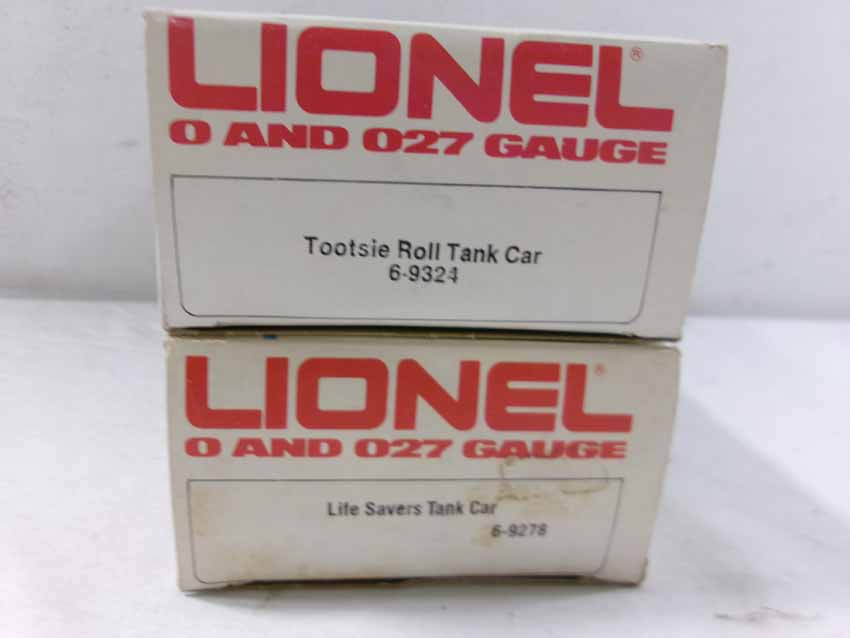 LIONEL®
O AND O27 GAUGE
Tootsie Roll Tank Car
6-9324
LIONEL®
O AND O27 GAUGE
Life Savers Tank Car
6-9278